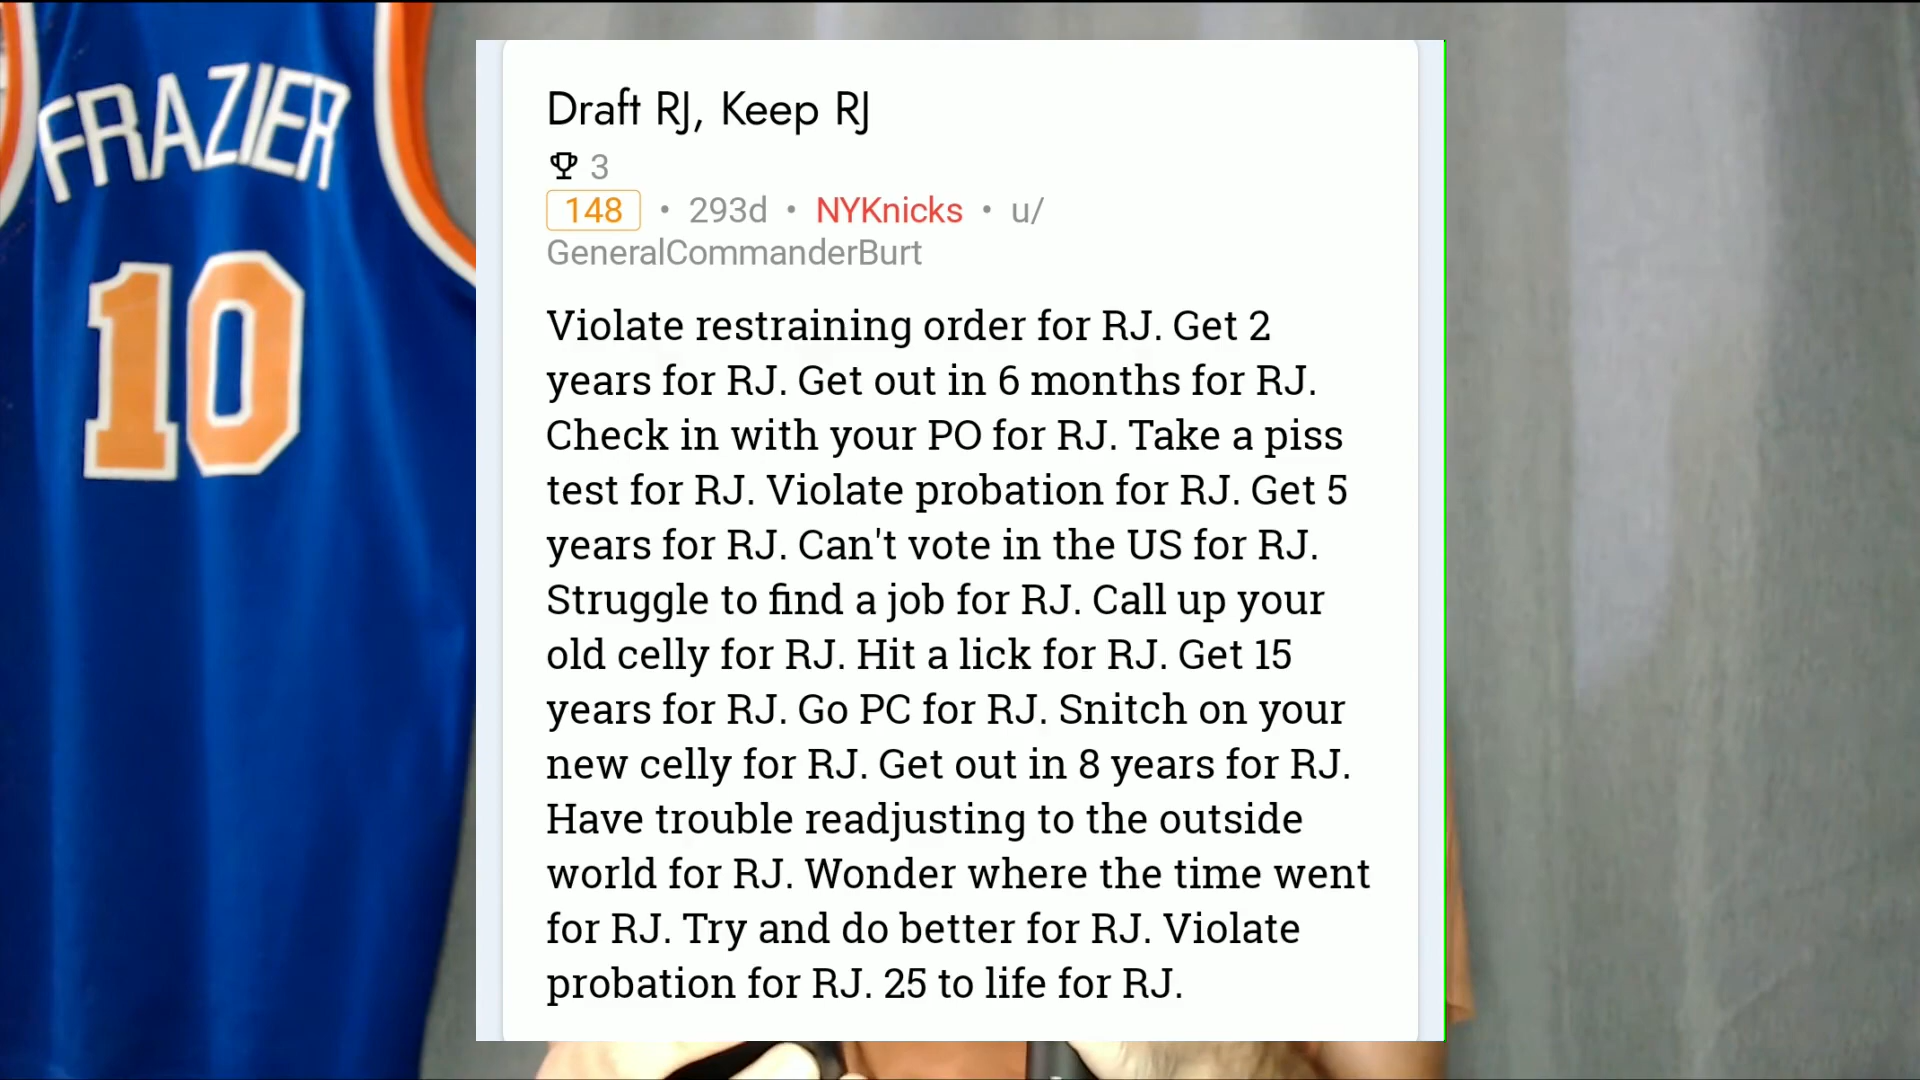 FRAZIER
10
Draft RJ, Keep RJ
3
148 • 293d • NYKnicks • u/
GeneralCommanderBurt
Violate restraining order for RJ. Get 2
years for RJ. Get out in 6 months for RJ.
Check in with your PO for RJ. Take a piss
test for RJ. Violate probation for RJ. Get 5
years for RJ. Can't vote in the US for RJ.
Struggle to find a job for RJ. Call up your
old celly for RJ. Hit a lick for RJ. Get 15
years for RJ. Go PC for RJ. Snitch on your
new celly for RJ. Get out in 8 years for RJ.
Have trouble readjusting to the outside
world for RJ. Wonder where the time went
for RJ. Try and do better for RJ. Violate
probation for RJ. 25 to life for RJ.